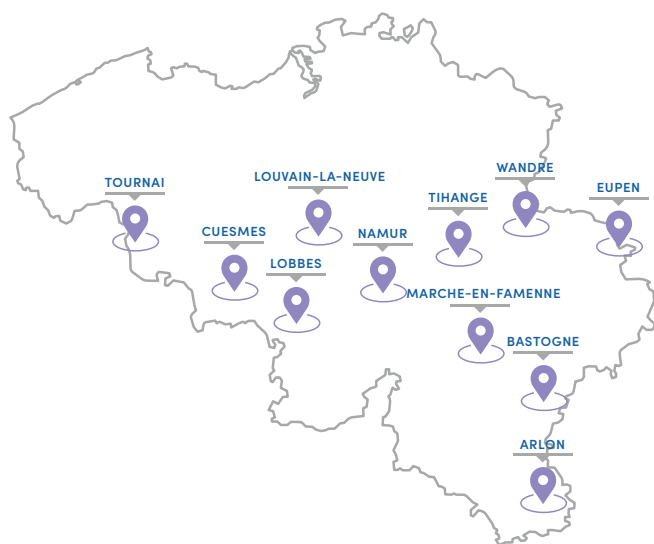 WANDRE
LOUVAIN-LA-NEUVE
TOURNAI
EUPEN
TIHANGE
CUESMES
NAMUR
LOBBES
MARCHE-EN-FAMENNE
BASTOGNE
ARLON